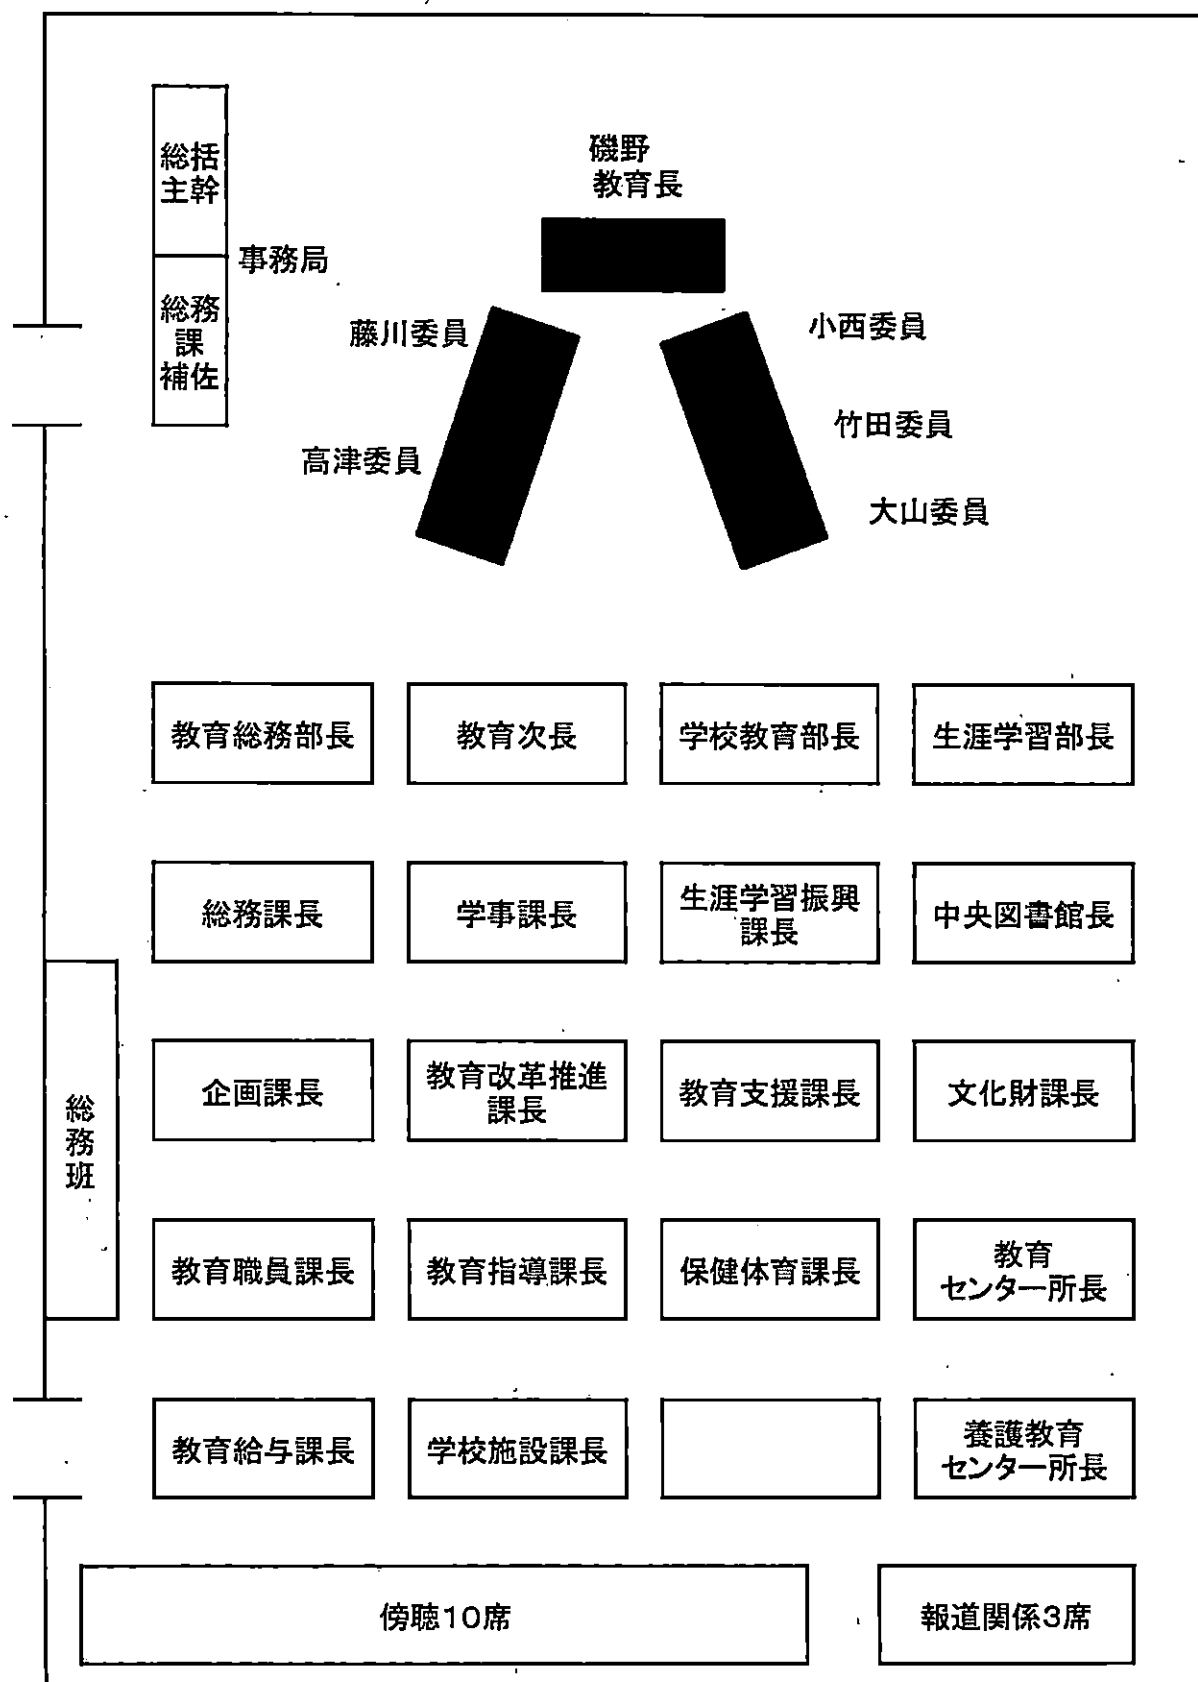 総括
主幹
事務局
総務
課
補佐
磯野
教育長
藤川委員
高津委員
小西委員
竹田委員
大山委員
教育総務部長
教育次長
学校教育部長
生涯学習部長
総務課長
学事課長
生涯学習振興
課長
中央図書館長
企画課長
教育改革推進
課長
教育支援課長
文化財課長
総
務
班
教育職員課長
教育指導課長
保健体育課長
教育
センター所長
教育給与課長
学校施設課長
養護教育
センター所長
傍聴10席
報道関係3席